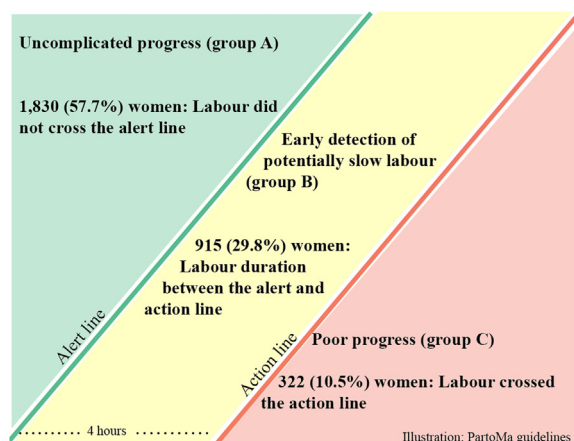 Uncomplicated progress (group A)
1,830 (57.7%) women: Labour did
not cross the alert line
Early detection of
potentially slow labour
(group B)
915 (29.8%) women:
Labour duration
between the alert and
action line
Alert line
Action line
Poor progress (group C)
322 (10.5%) women: Labour crossed
the action line
4 hours
Illustration: PartoMa guidelines